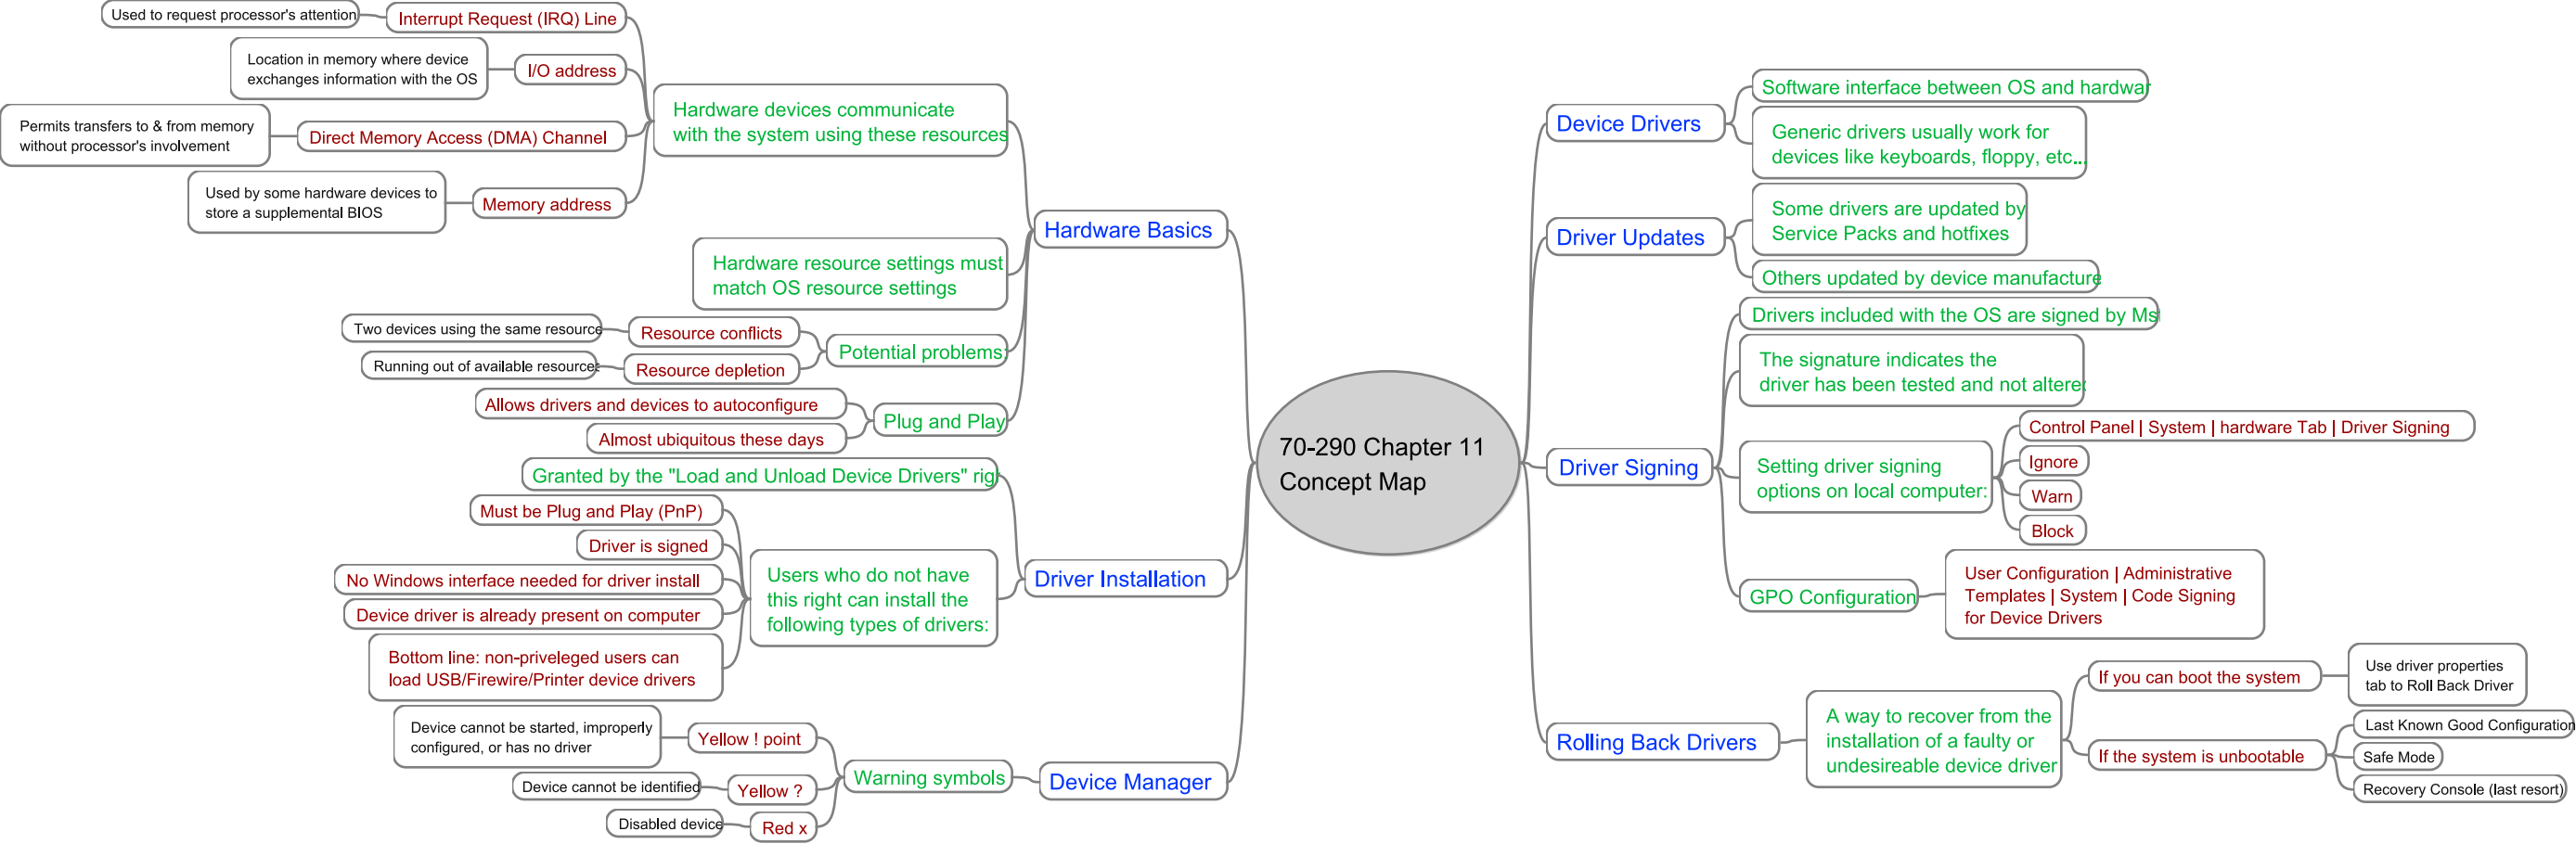 70-290 Chapter 11
Concept Map
Hardware Basics
Hardware devices communicate
with the system using these resources
Interrupt Request (IRQ) Line
Used to request processor's attention
I/O address
Location in memory where device
exchanges information with the OS
Direct Memory Access (DMA) Channel
Permits transfers to & from memory
without processor's involvement
Memory address
Used by some hardware devices to
store a supplemental BIOS
Hardware resource settings must
match OS resource settings
Potential problems:
Resource conflicts
Two devices using the same resource
Resource depletion
Running out of available resources
Plug and Play
Allows drivers and devices to autoconfigure
Almost ubiquitous these days
Driver Installation
Granted by the "Load and Unload Device Drivers" rig
Users who do not have
this right can install the
following types of drivers:
Must be Plug and Play (PnP)
Driver is signed
No Windows interface needed for driver install
Device driver is already present on computer
Bottom line: non-priveleged users can
load USB/Firewire/Printer device drivers
Device Manager
Warning symbols
Yellow ! point
Device cannot be started, improperly
configured, or has no driver
Yellow ?
Device cannot be identified
Red x
Disabled device
Device Drivers
Software interface between OS and hardwar
Generic drivers usually work for
devices like keyboards, floppy, etc...
Driver Updates
Some drivers are updated by
Service Packs and hotfixes
Others updated by device manufacture
Driver Signing
Drivers included with the OS are signed by Ms
The signature indicates the
driver has been tested and not altere
Setting driver signing
options on local computer:
Control Panel | System | hardware Tab | Driver Signing
Ignore
Warn
Block
GPO Configuration
User Configuration | Administrative
Templates | System | Code Signing
for Device Drivers
Rolling Back Drivers
A way to recover from the
installation of a faulty or
undesireable device driver
If you can boot the system
Use driver properties
tab to Roll Back Driver
If the system is unbootable
Last Known Good Configuration
Safe Mode
Recovery Console (last resort)